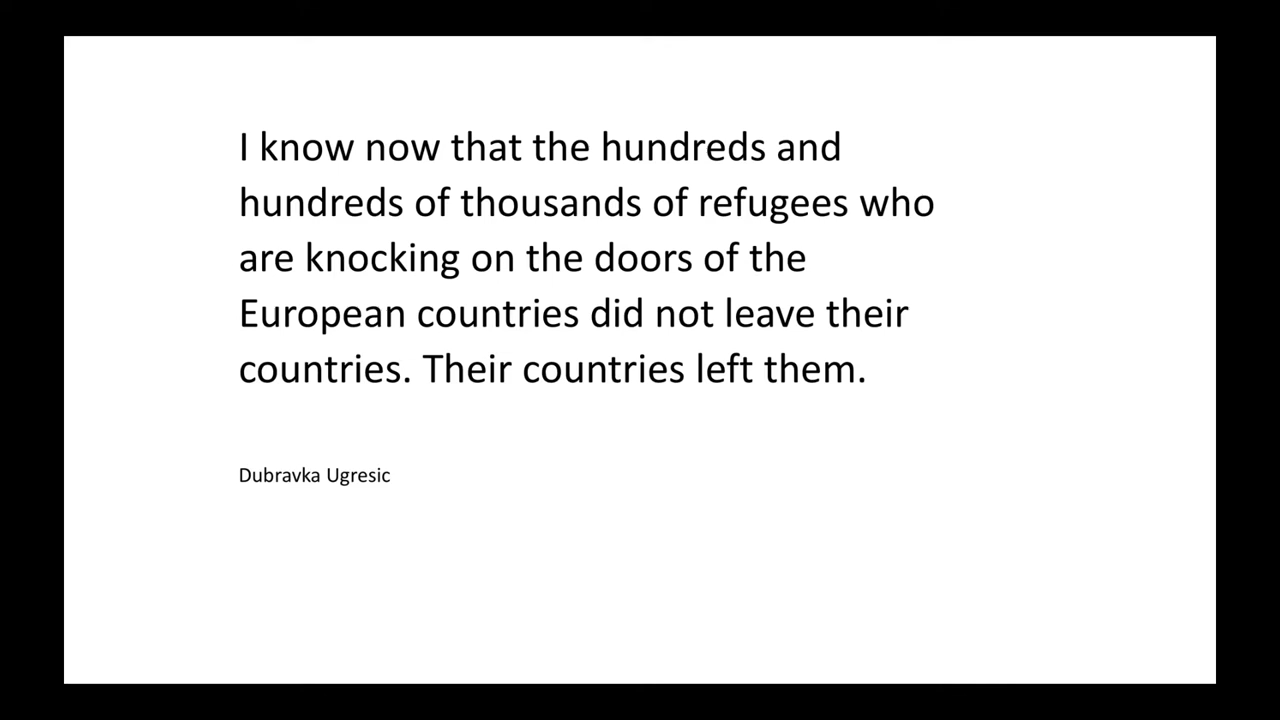 I know now that the hundreds and
hundreds of thousands of refugees who
are knocking on the doors of the
European countries did not leave their
countries. Their countries left them.
Dubravka Ugresic